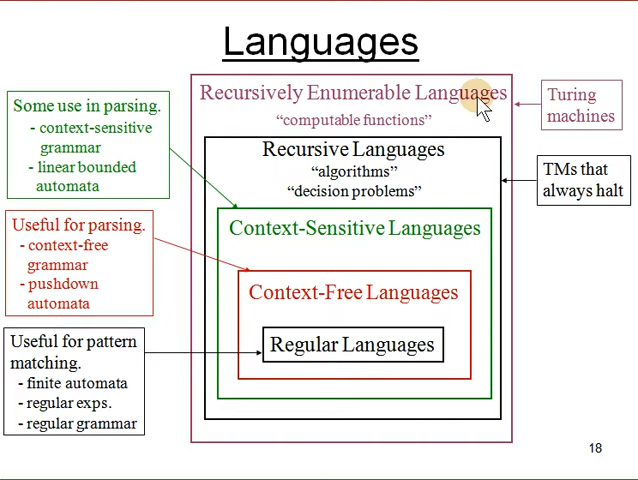 Languages
Recursively Enumerable Languages
“computable functions”
Turing
machines
Some use in parsing.
- context-sensitive
grammar
- linear bounded
automata
Recursive Languages
“algorithms”
“decision problems”
TMs that
always halt
Useful for parsing.
- context-free
grammar
- pushdown
automata
Context-Sensitive Languages
Context-Free Languages
Useful for pattern
matching.
- finite automata
- regular exps.
- regular grammar
Regular Languages
18